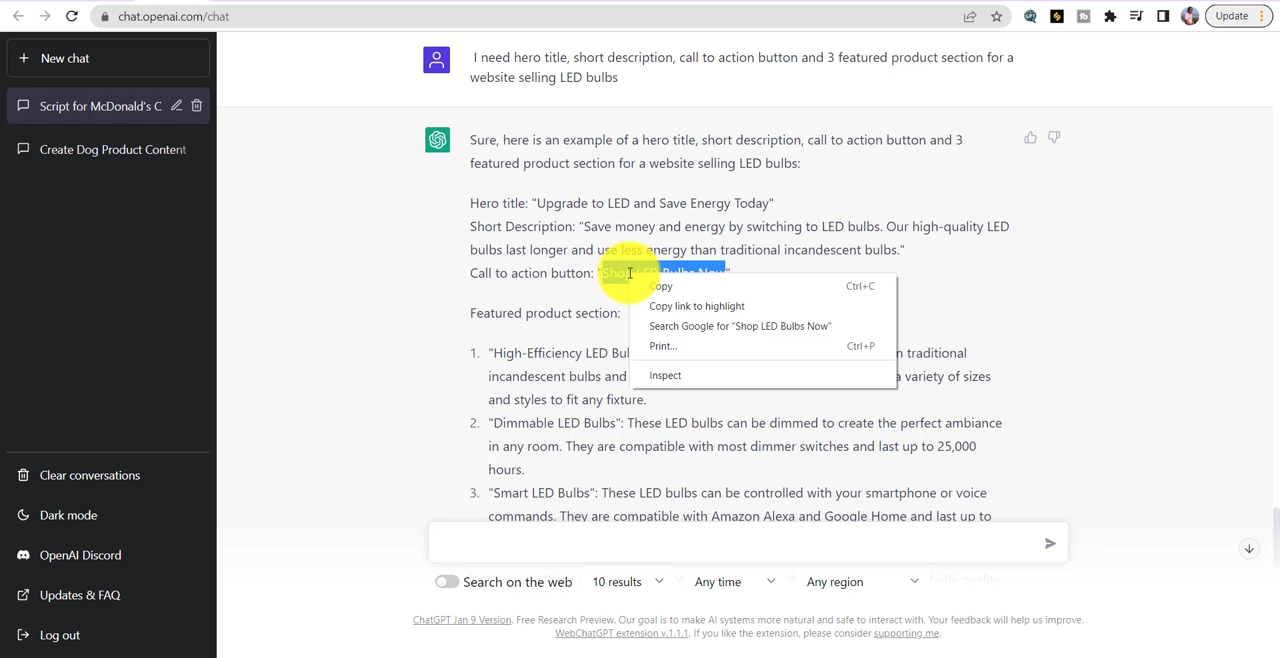 chat.openai.com/chat
Update
New chat
Script for McDonald's C
Create Dog Product Content
Clear conversations
Dark mode
OpenAI Discord
Updates & FAQ
Log out
I need hero title, short description, call to action button and 3 featured product section for a
website selling LED bulbs
Sure, here is an example of a hero title, short description, call to action button and 3
featured product section for a website selling LED bulbs:
Hero title: "Upgrade to LED and Save Energy Today"
Short Description: "Save money and energy by switching to LED bulbs. Our high-quality LED
bulbs last longer and use less energy than traditional incandescent bulbs."
Call to action button: "Shop LED Bulbs Now"
Copy Ctrl+C
Copy link to highlight
Search Google for "Shop LED Bulbs Now"
Print... Ctrl+P
Inspect
Featured product section:
1. "High-Efficiency LED Bul n traditional
incandescent bulbs and a variety of sizes
and styles to fit any fixture.
2. "Dimmable LED Bulbs": These LED bulbs can be dimmed to create the perfect ambiance
in any room. They are compatible with most dimmer switches and last up to 25,000
hours.
3. "Smart LED Bulbs": These LED bulbs can be controlled with your smartphone or voice
commands. They are compatible with Amazon Alexa and Google Home and last up to
Search on the web 10 results Any time Any region high-quality
ChatGPT Jan 9 Version. Free Research Preview. Our goal is to make AI systems more natural and safe to interact with. Your feedback will help us improve.
WebChatGPT extension v.1.1.1. If you like the extension, please consider supporting me.